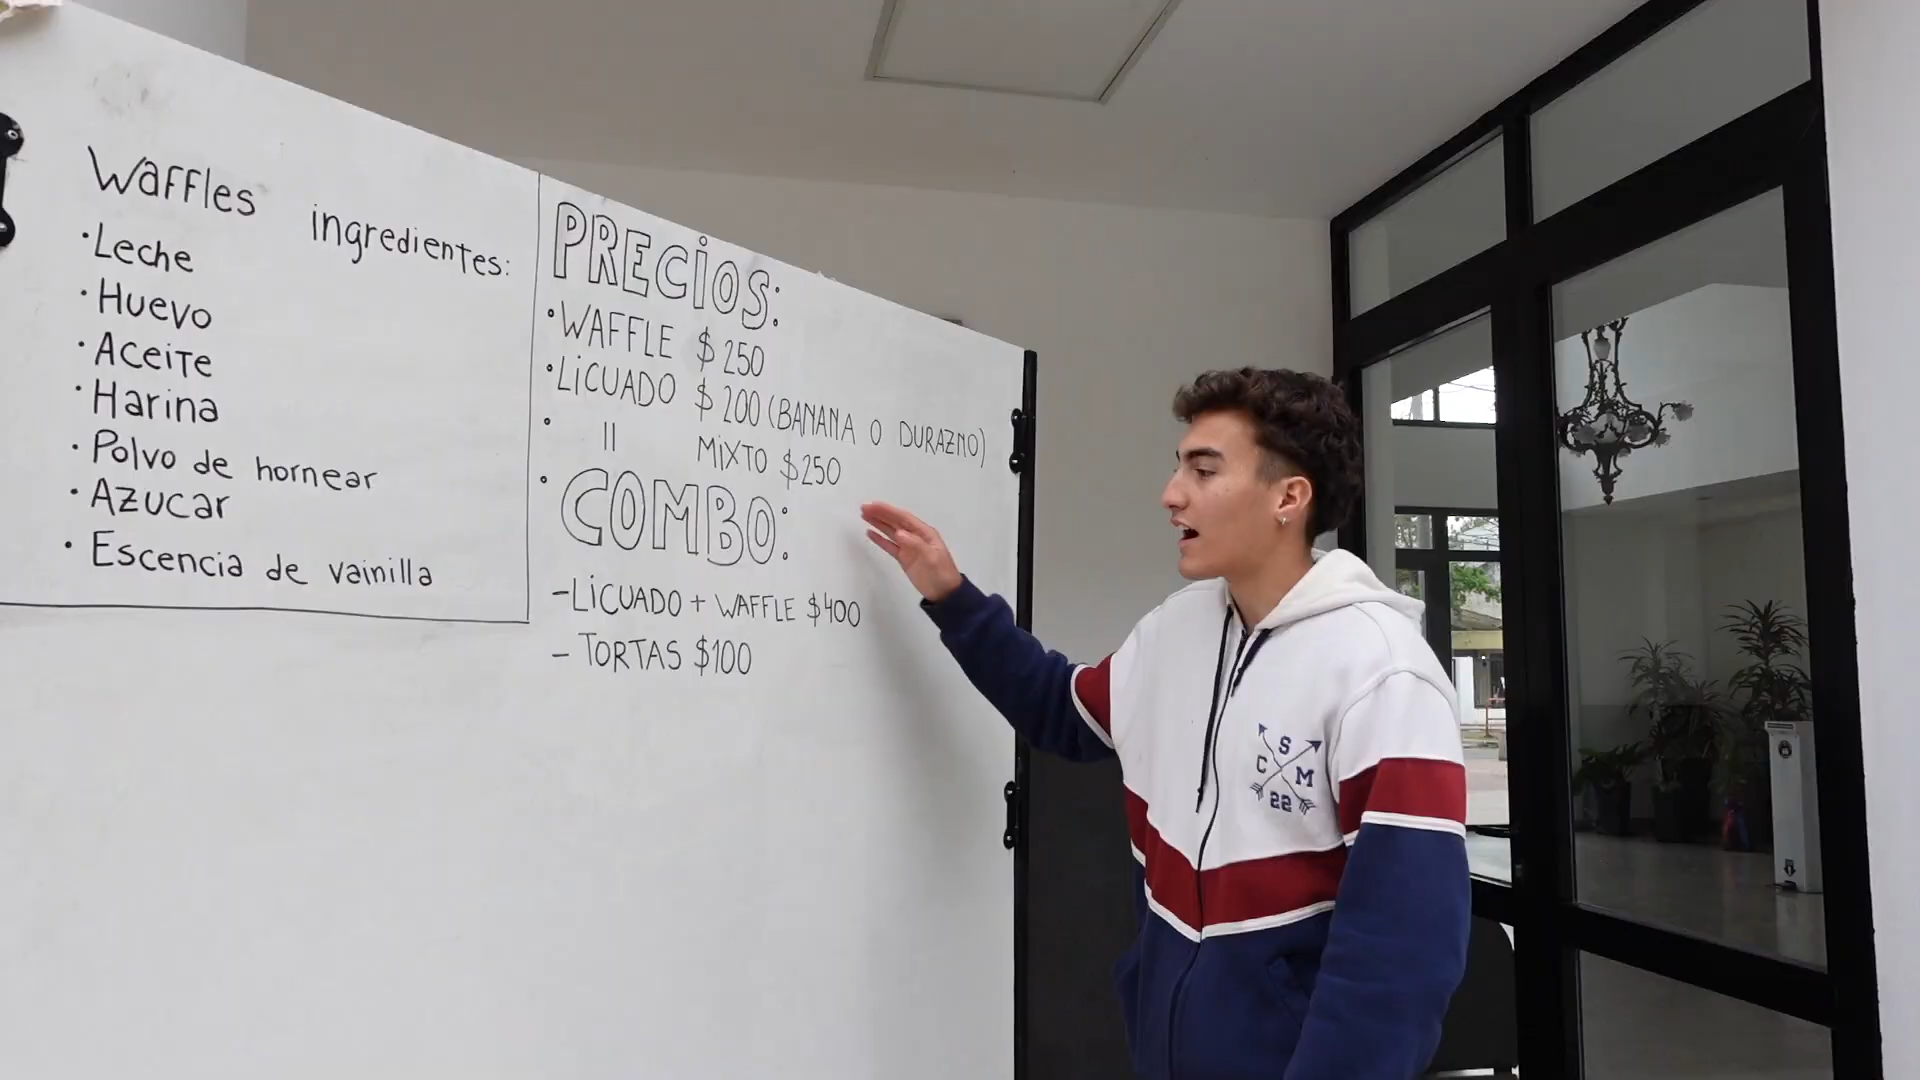 Waffles ingredientes:
·Leche
·Huevo
·Aceite
·Harina
·Polvo de hornear
·Azucar
·Escencia de vainilla
PRECIOS:
·WAFFLE $250
·LICUADO $200 (BANANA O DURAZNO)
· || MIXTO $250
·COMBO:
-LICUADO + WAFFLE $400
- TORTAS $100
S
C M
22